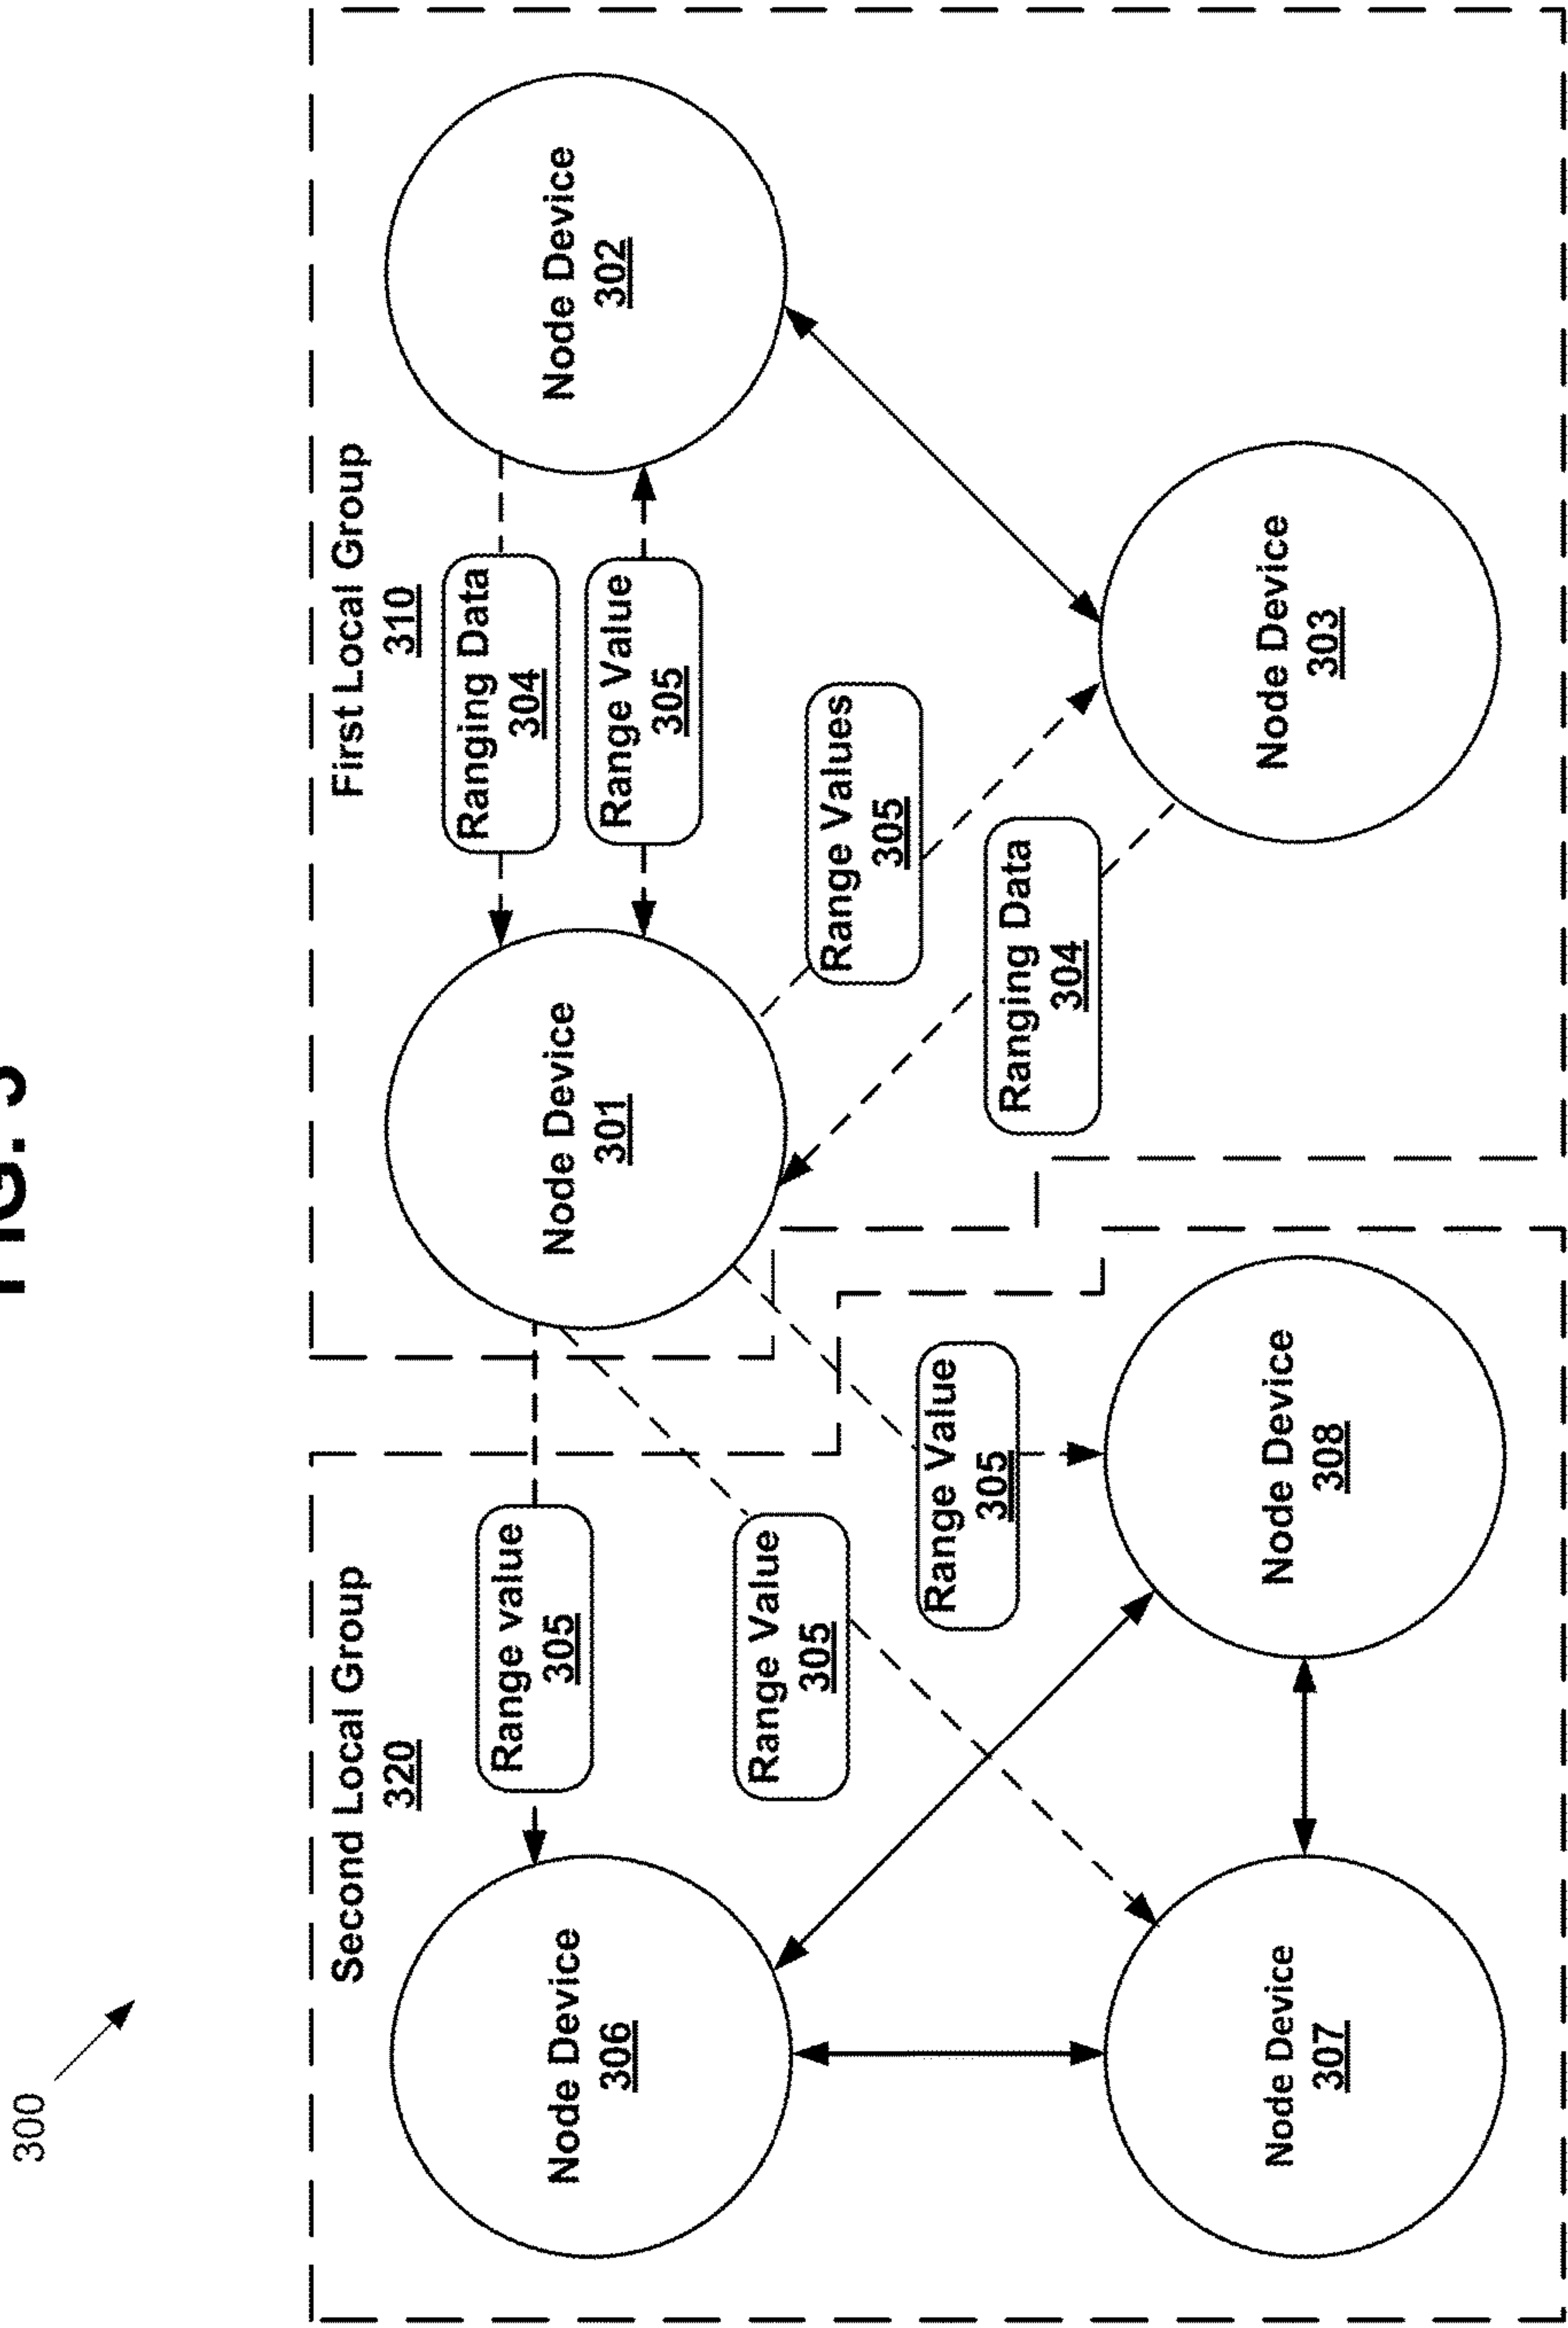 300
Second Local Group
320
First Local Group
310
Node Device
306
Range value
305
Node Device
301
Ranging Data
304
Range Value
305
Node Device
302
Range Value
305
Range Value
305
Range Values
305
Ranging Data
304
Node Device
307
Node Device
308
Node Device
303